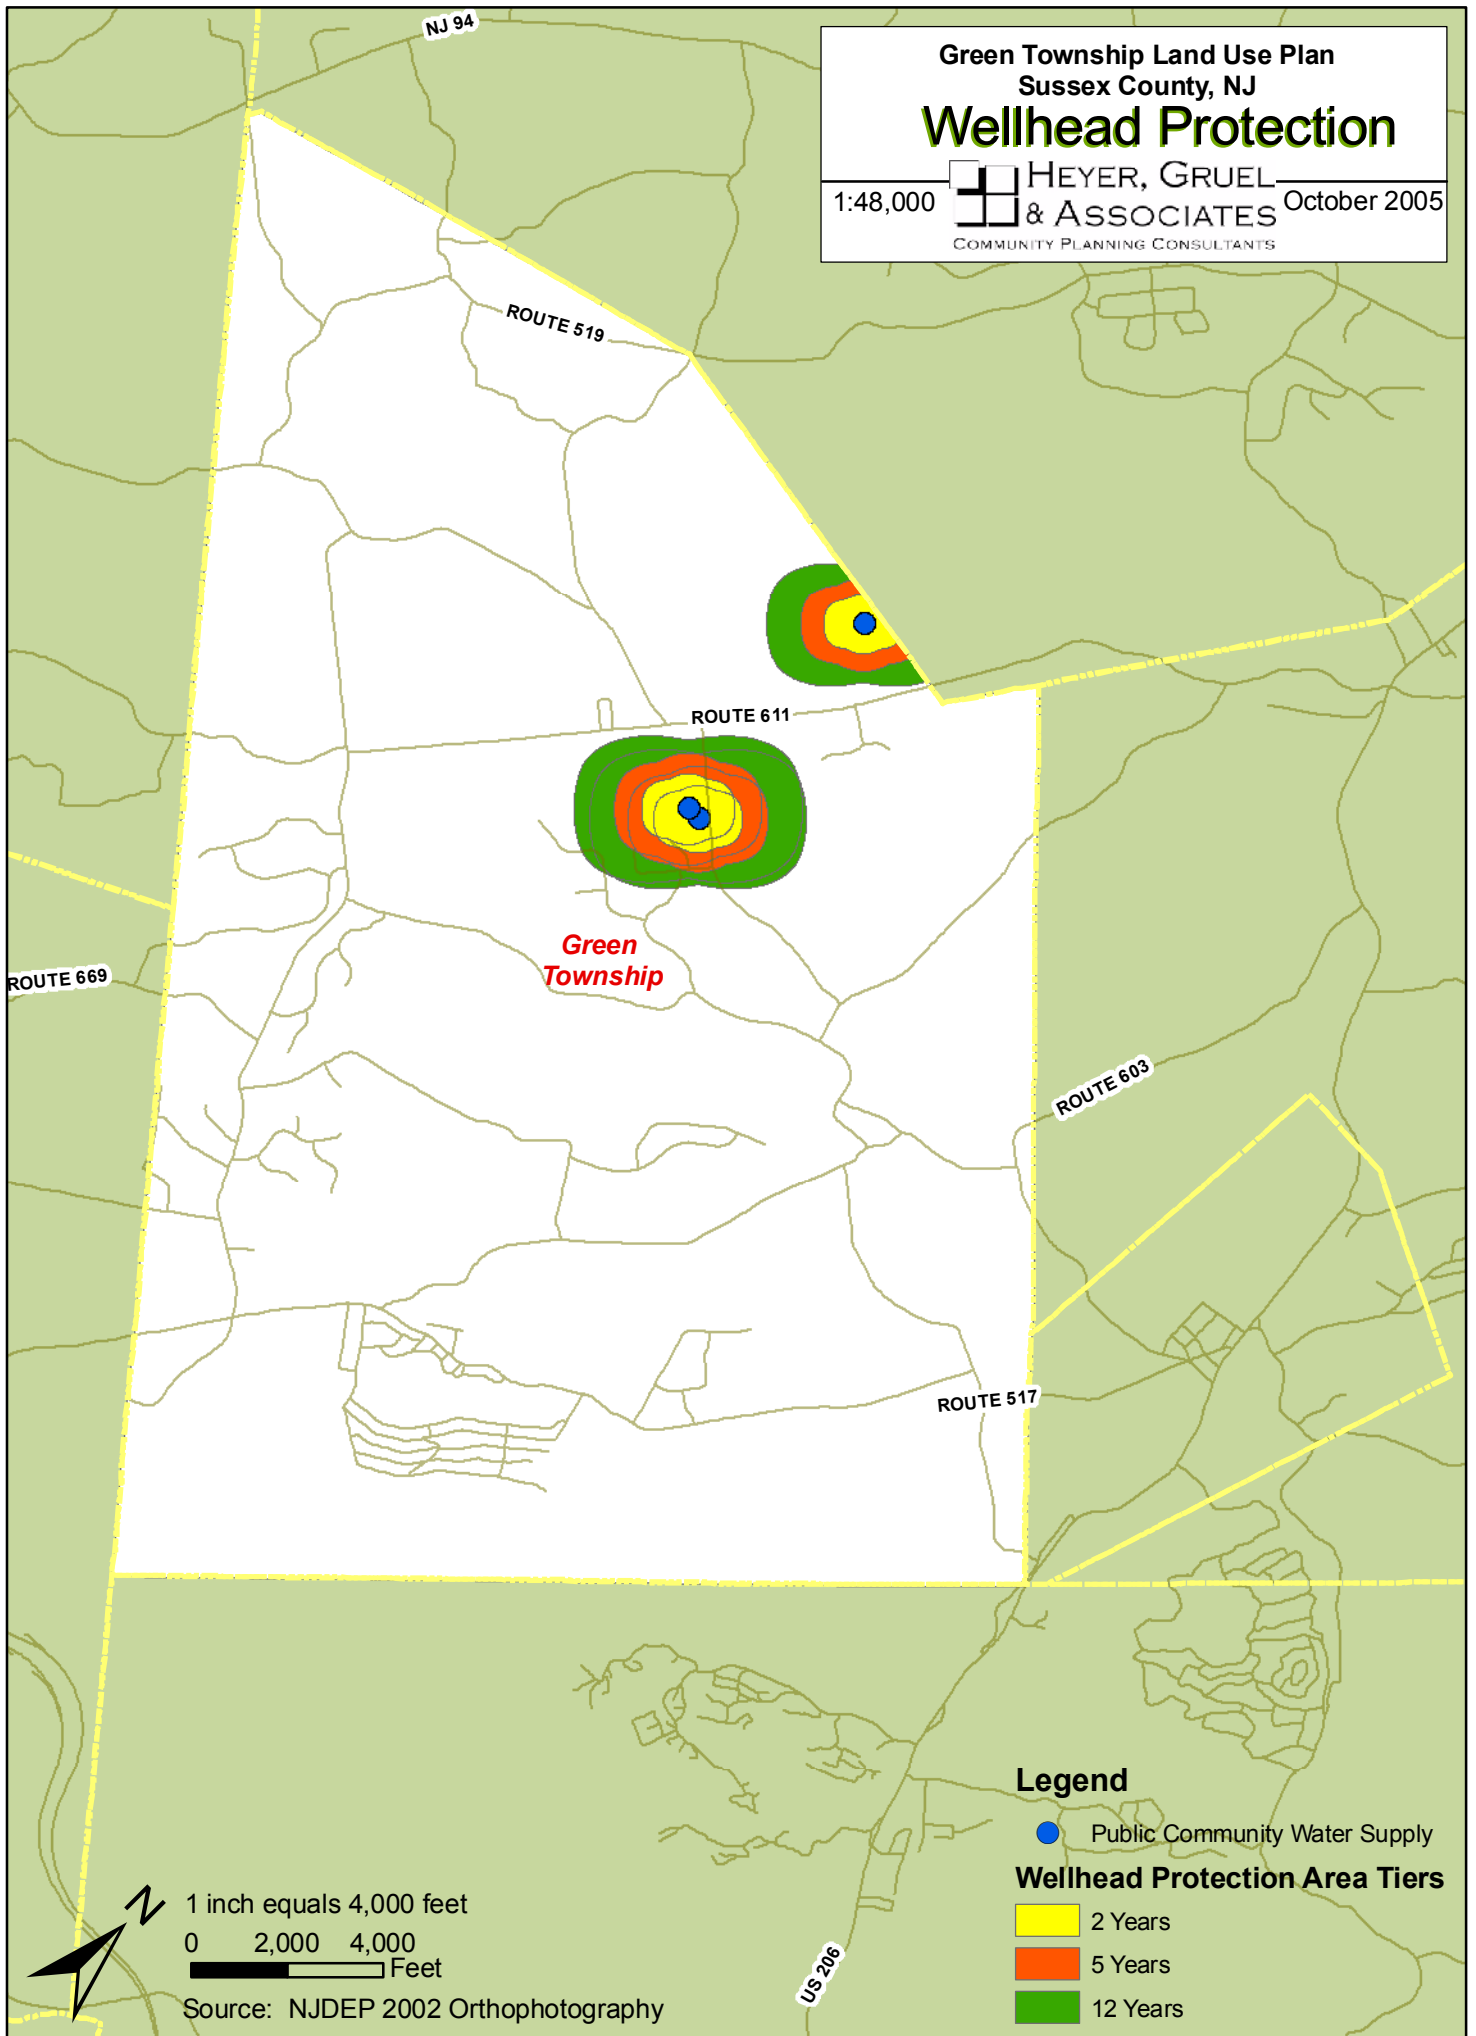 NJ 94
Green Township Land Use Plan
Sussex County, NJ
Wellhead Protection
1:48,000
HEYER, GRUEL
& ASSOCIATES
COMMUNITY PLANNING CONSULTANTS
October 2005
ROUTE 519
ROUTE 611
Green
Township
ROUTE 669
ROUTE 603
ROUTE 517
US 206
Legend
Public Community Water Supply
Wellhead Protection Area Tiers
2 Years
5 Years
12 Years
N
1 inch equals 4,000 feet
0 2,000 4,000
Feet
Source: NJDEP 2002 Orthophotography